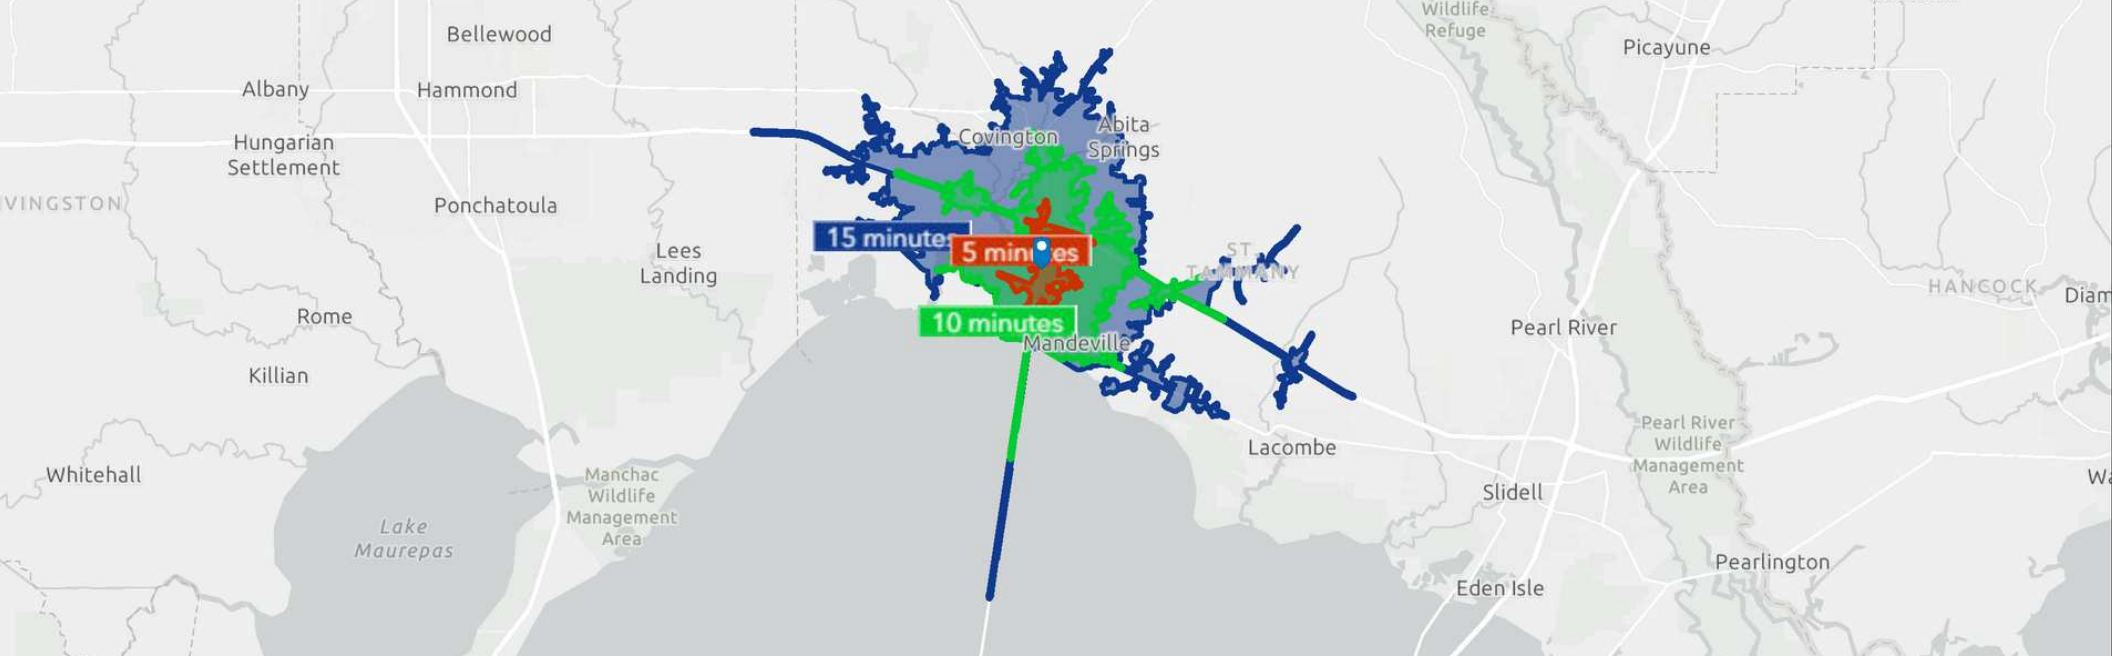 Wildlife
Refuge
Bellewood
Picayune
Albany
Hammond
Covington
Abita
Springs
Hungarian
Settlement
IVINGSTON
Ponchatoula
15 minutes
5 minutes
Lees
Landing
ST.
TAMMANY
HANCOCK
Diam
Rome
10 minutes
Pearl River
Mandeville
Killian
Pearl River
Wildlife
Management
Area
Lacombe
Whitehall
Manchac
Wildlife
Management
Area
Wa
Slidell
Lake
Maurepas
Pearlington
Eden Isle